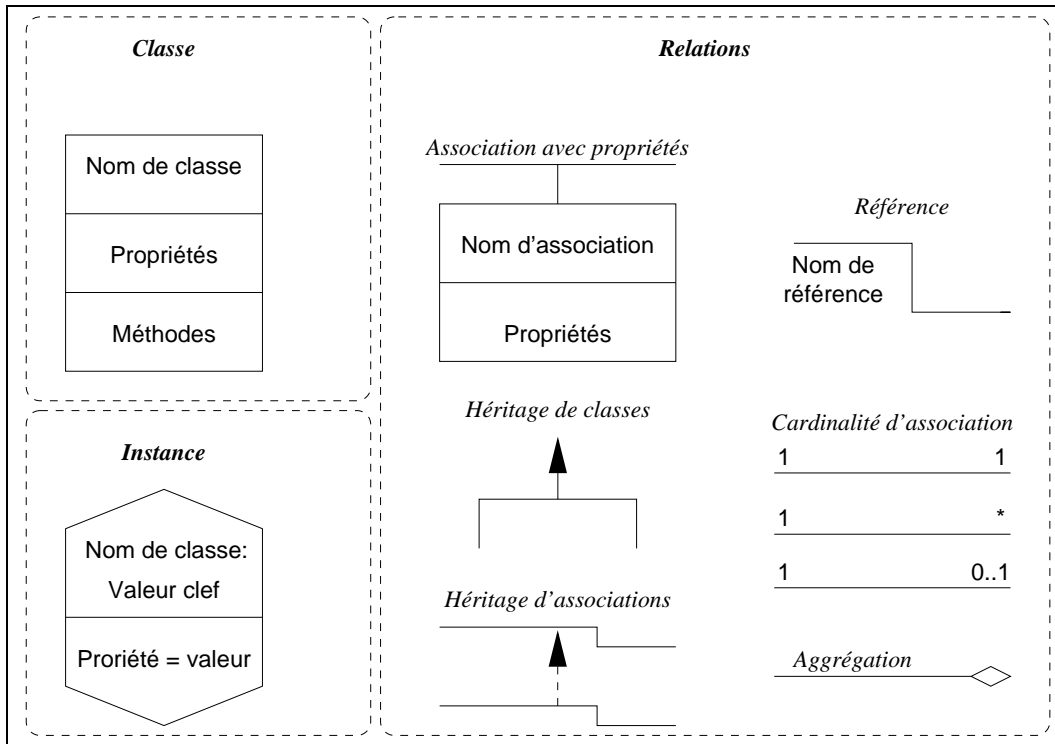 Classe
Nom de classe
Propriétés
Méthodes
Instance
Nom de classe:
Valeur clef
Proriété = valeur
Relations
Association avec propriétés
Nom d'association
Propriétés
Référence
Nom de
référence
Héritage de classes
Cardinalité d'association
1 1
1 *
1 0..1
Héritage d'associations
Aggrégation